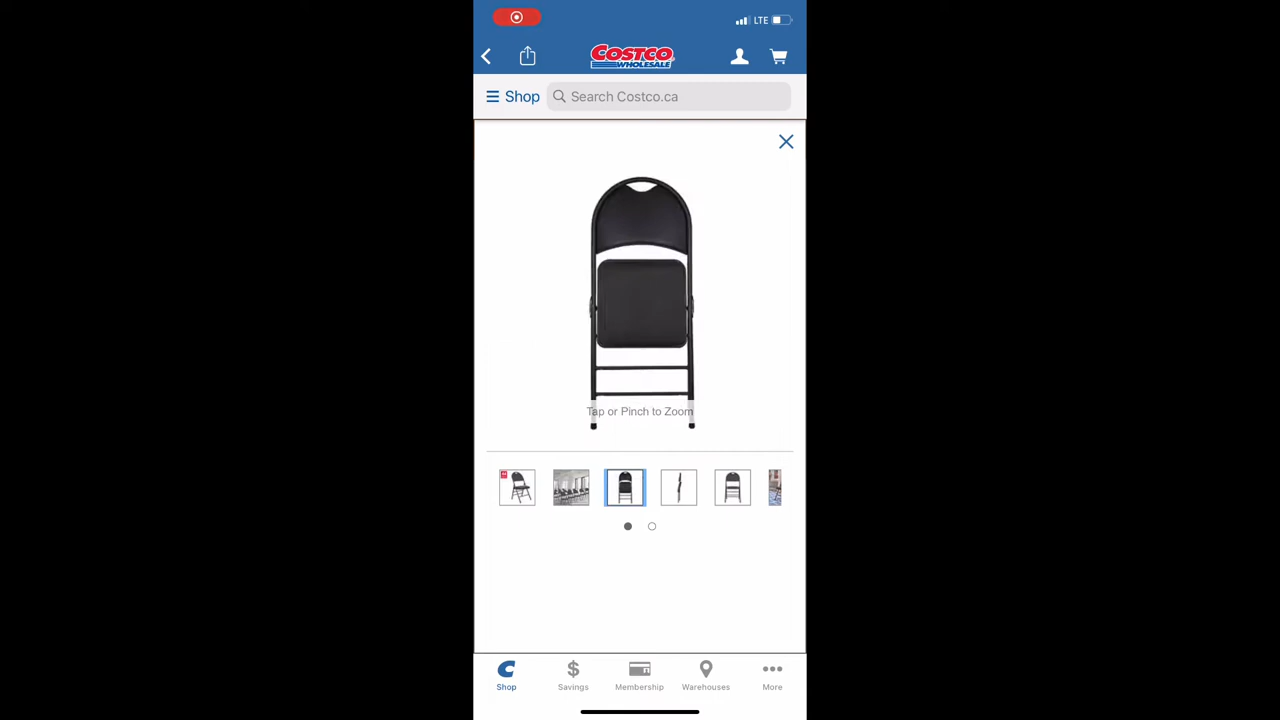 LTE
COSTCO
WHOLESALE
Shop
Search Costco.ca
Tap or Pinch to Zoom
Shop
Savings
Membership
Warehouses
More